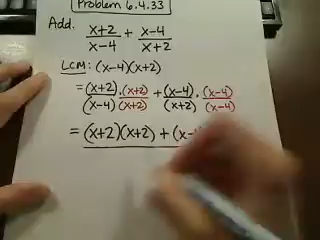 Problem 6.4.33
Add. (x+2)/(x-4) + (x-4)/(x+2)
LCM: (x-4)(x+2)
= (x+2)/(x-4) · (x+2)/(x+2) + (x-4)/(x+2) · (x-4)/(x-4)
= (x+2)(x+2) + (x-